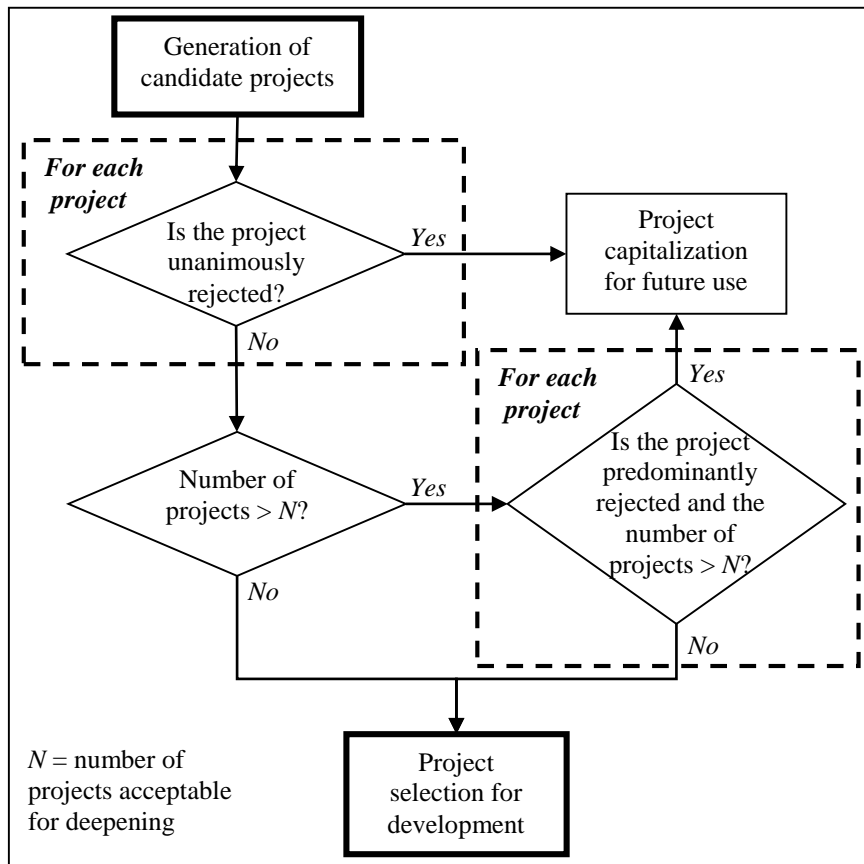 Generation of
candidate projects
For each
project
Is the project
unanimously
rejected?
Yes
Project
capitalization
for future use
No
For each
project
Yes
Number of
projects > N?
Yes
Is the project
predominantly
rejected and the
number of
projects > N?
No
No
N = number of
projects acceptable
for deepening
Project
selection for
development